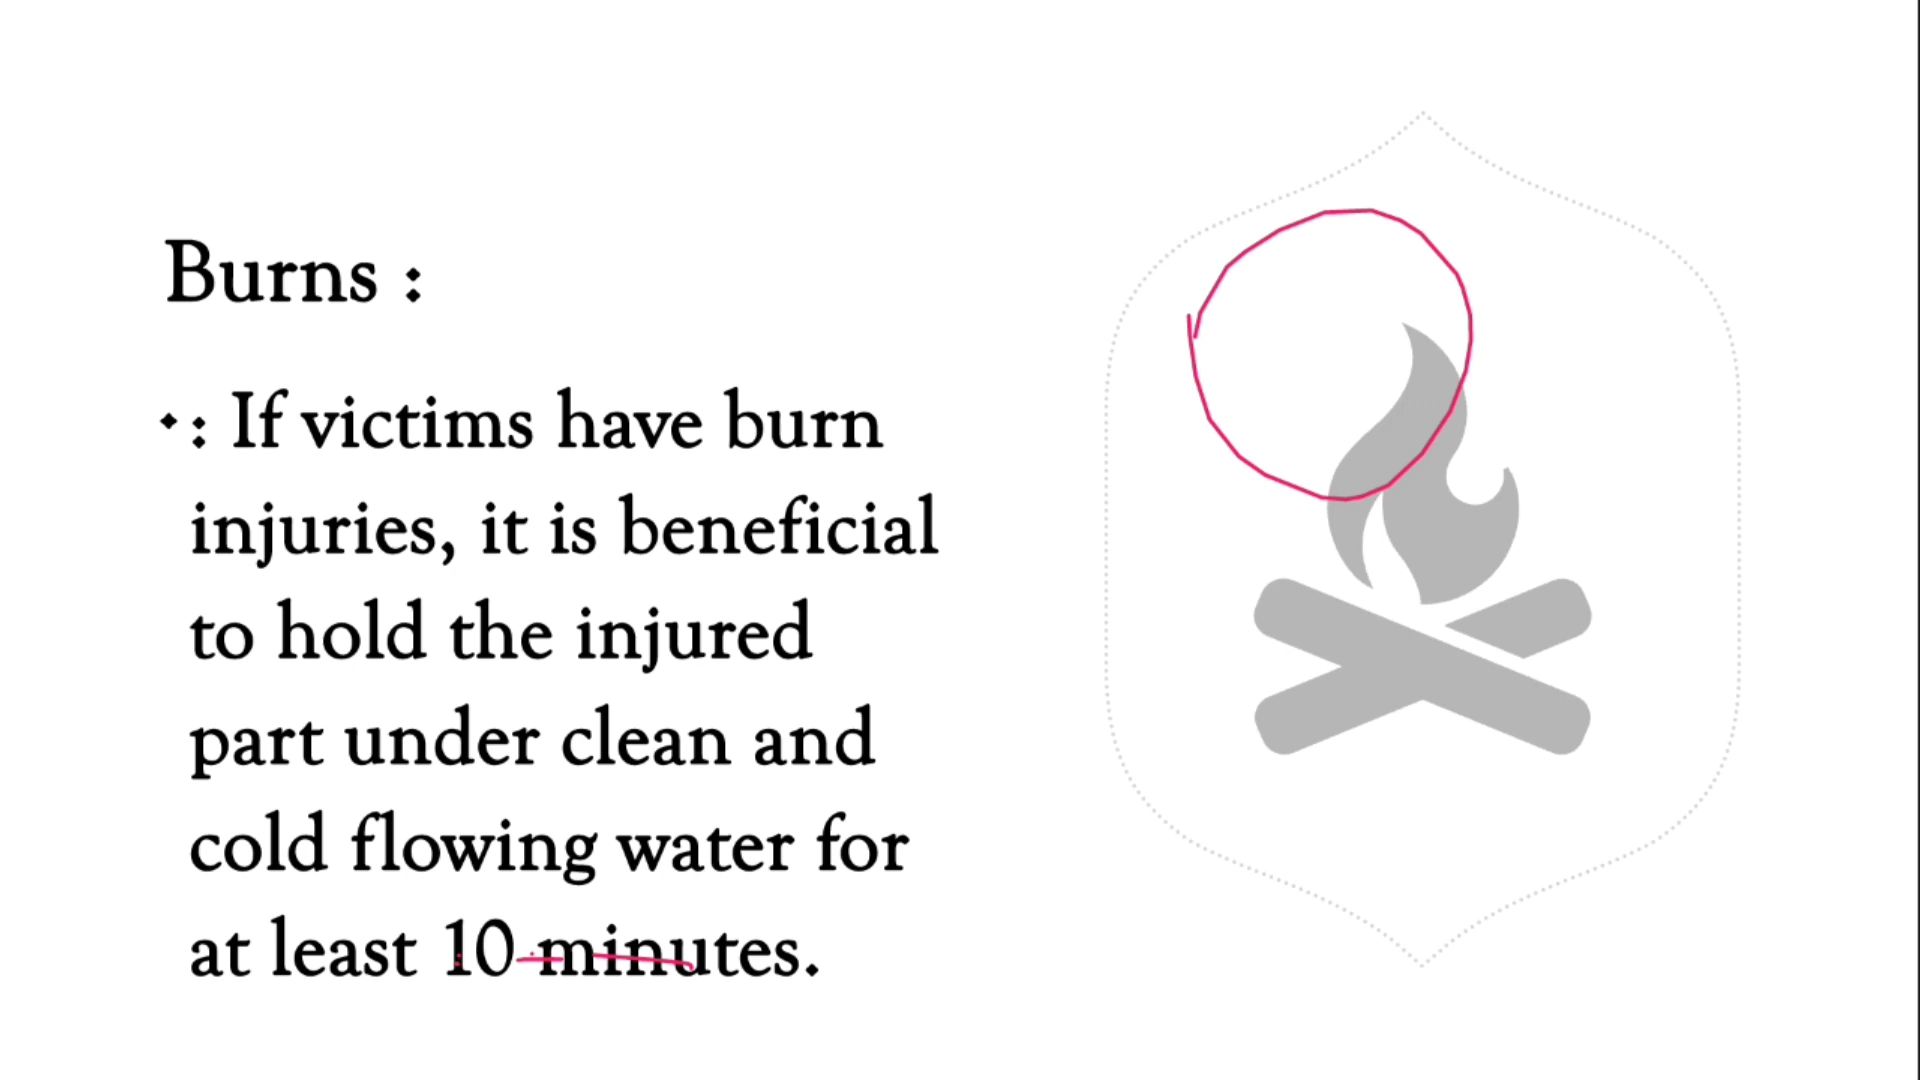 Burns :
• : If victims have burn
injuries, it is beneficial
to hold the injured
part under clean and
cold flowing water for
at least 10 minutes.